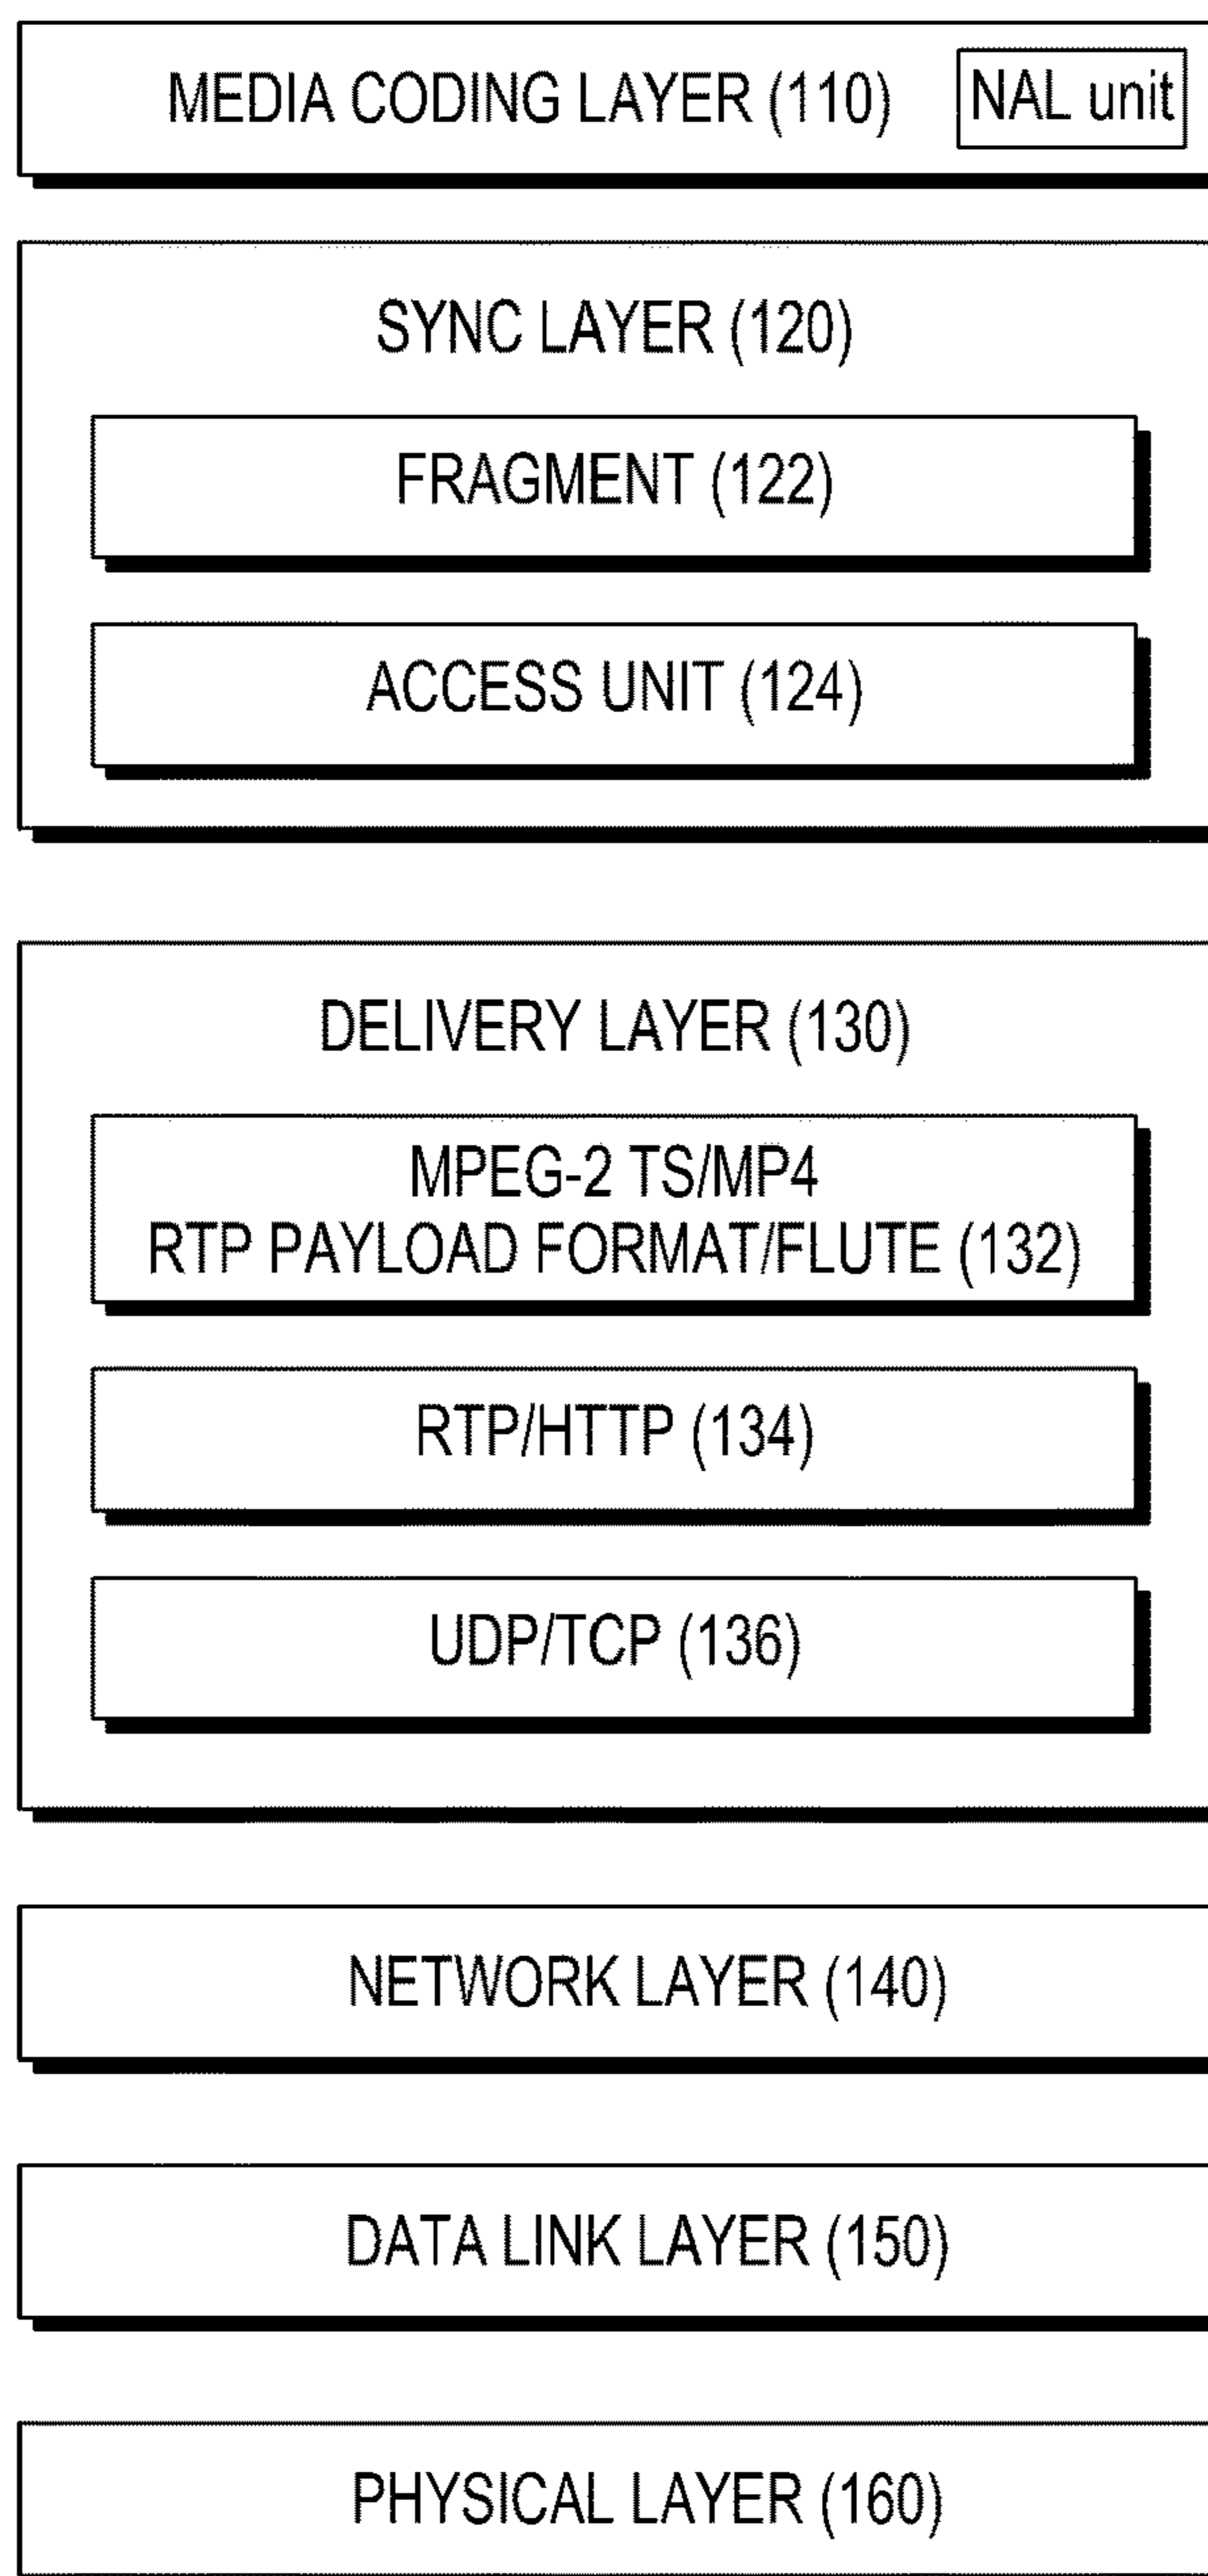 MEDIA CODING LAYER (110) NAL unit
SYNC LAYER (120)
FRAGMENT (122)
ACCESS UNIT (124)
DELIVERY LAYER (130)
MPEG-2 TS/MP4
RTP PAYLOAD FORMAT/FLUTE (132)
RTP/HTTP (134)
UDP/TCP (136)
NETWORK LAYER (140)
DATA LINK LAYER (150)
PHYSICAL LAYER (160)